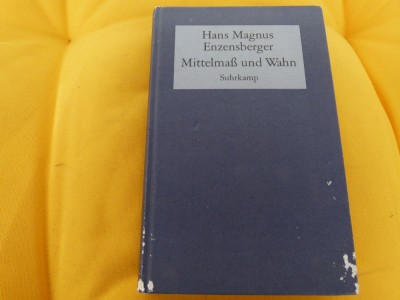 Hans Magnus
Enzensberger
Mittelmaß und Wahn
Suhrkamp